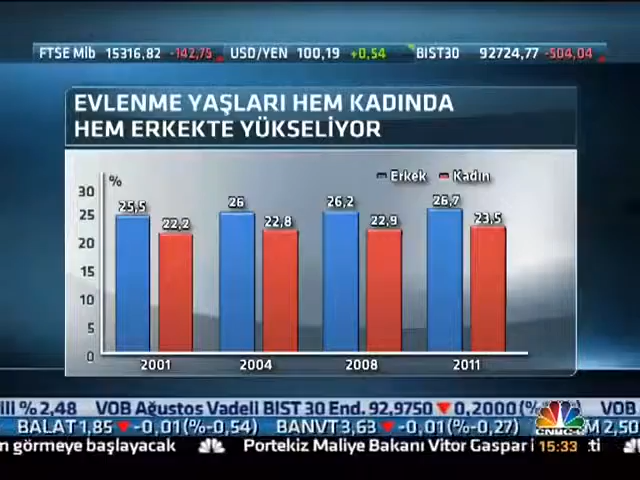 FTSE Mib 15316,82 -142,75 USD/YEN 100,19 +0,54 BIST30 92724,77 -504,04
EVLENME YAŞLARI HEM KADINDA
HEM ERKEKTE YÜKSELİYOR
% Erkek Kadın
30
25
20
15
10
5
0
25,5 22,2 26 22,8 26,2 22,9 26,7 23,5
2001 2004 2008 2011
%2,48 VOB Ağustos Vadeli BIST 30 End. 92,9750 0,2000(% VOB
BALAT 1,85 -0,01(%-0,54) BANVT 3,63 -0,01(%-0,27) 2,50
görmeye başlayacak Portekiz Maliye Bakanı Vitor Gaspar 15:33